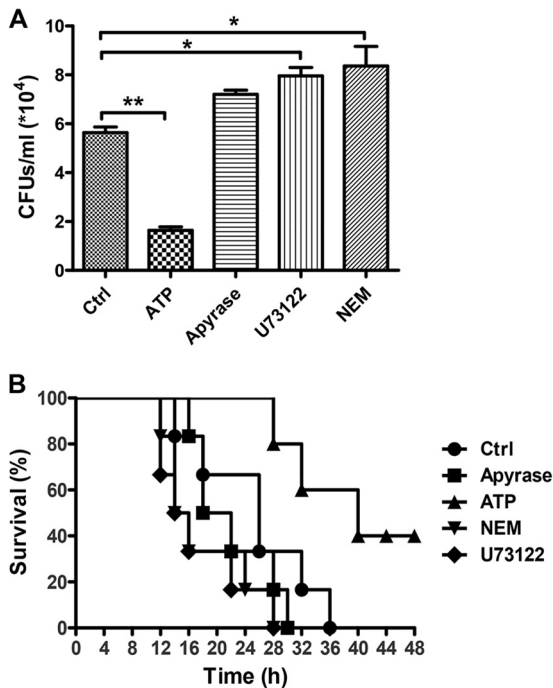 A
*
*
**
CFUs/ml (*10⁴)
10
8
6
4
2
0
Ctrl
ATP
Apyrase
U73122
NEM
B
Survival (%)
100
80
60
40
20
0
0 4 8 12 16 20 24 28 32 36 40 44 48
Time (h)
Ctrl
Apyrase
ATP
NEM
U73122